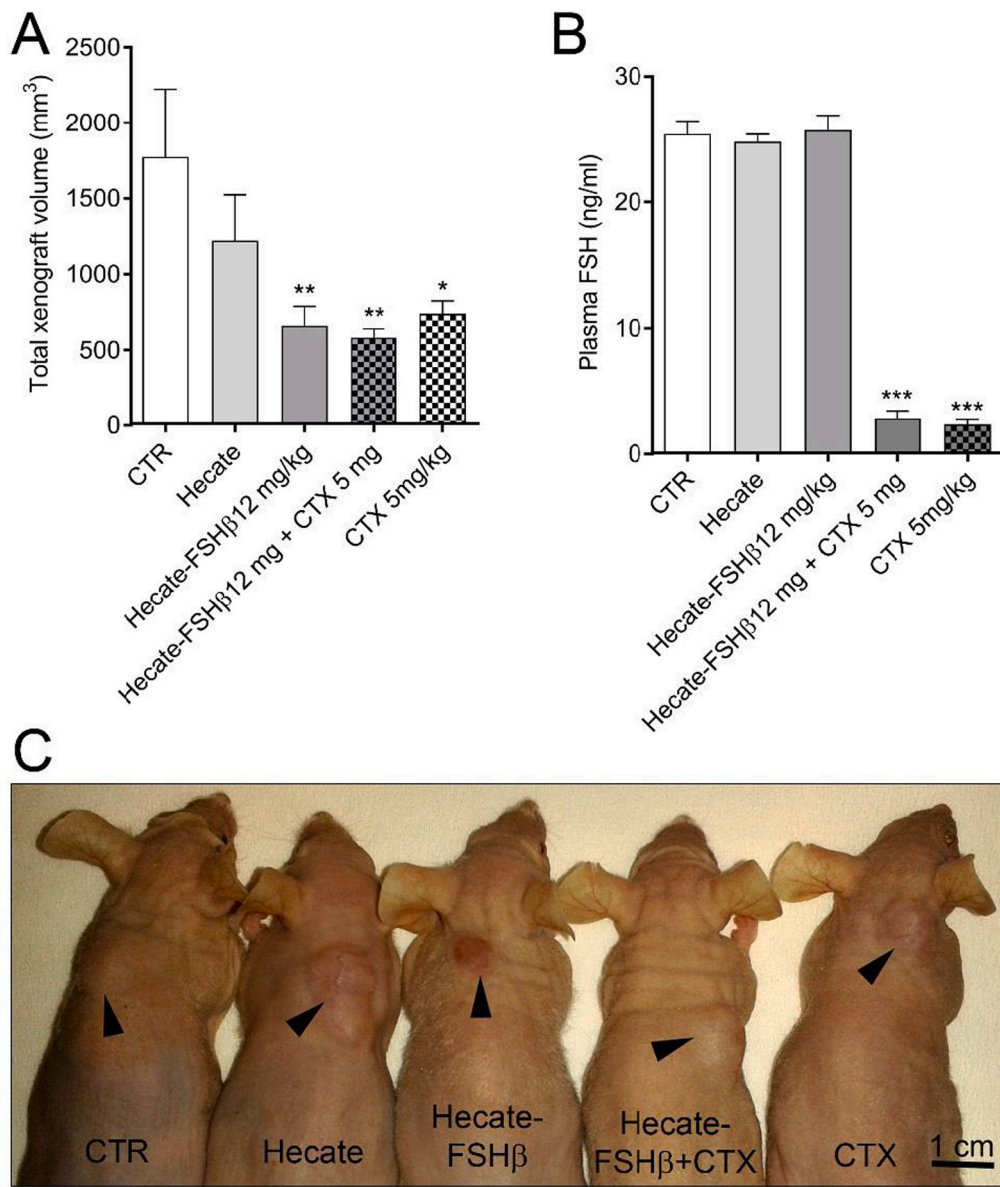 A
Total xenograft volume (mm³)
2500
2000
1500
1000
500
0
**
**
*
CTR
Hecate
Hecate-FSHβ12 mg/kg
Hecate-FSHβ12 mg + CTX 5 mg
CTX 5mg/kg
B
Plasma FSH (ng/ml)
30
20
10
0
***
***
CTR
Hecate
Hecate-FSHβ12 mg/kg
Hecate-FSHβ12 mg + CTX 5 mg
CTX 5mg/kg
C
CTR
Hecate
Hecate-
FSHβ
Hecate-
FSHβ+CTX
CTX
1 cm